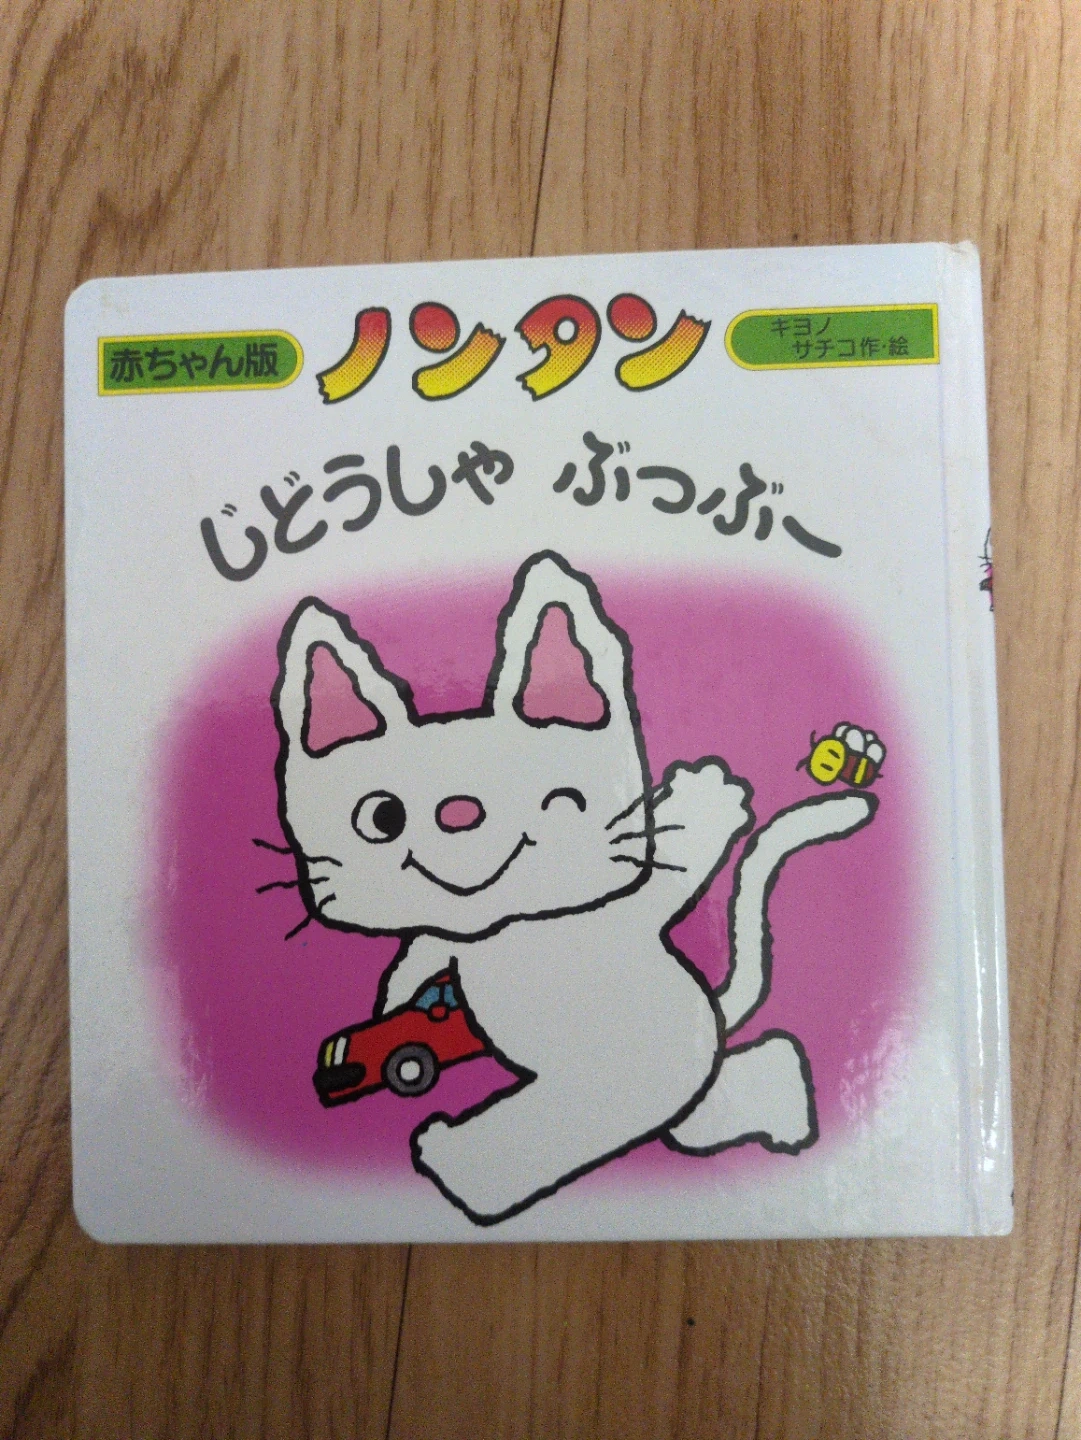 赤ちゃん版
ノンタン
キヨノ
サチコ作・絵
じどうしゃ ぶっぶー